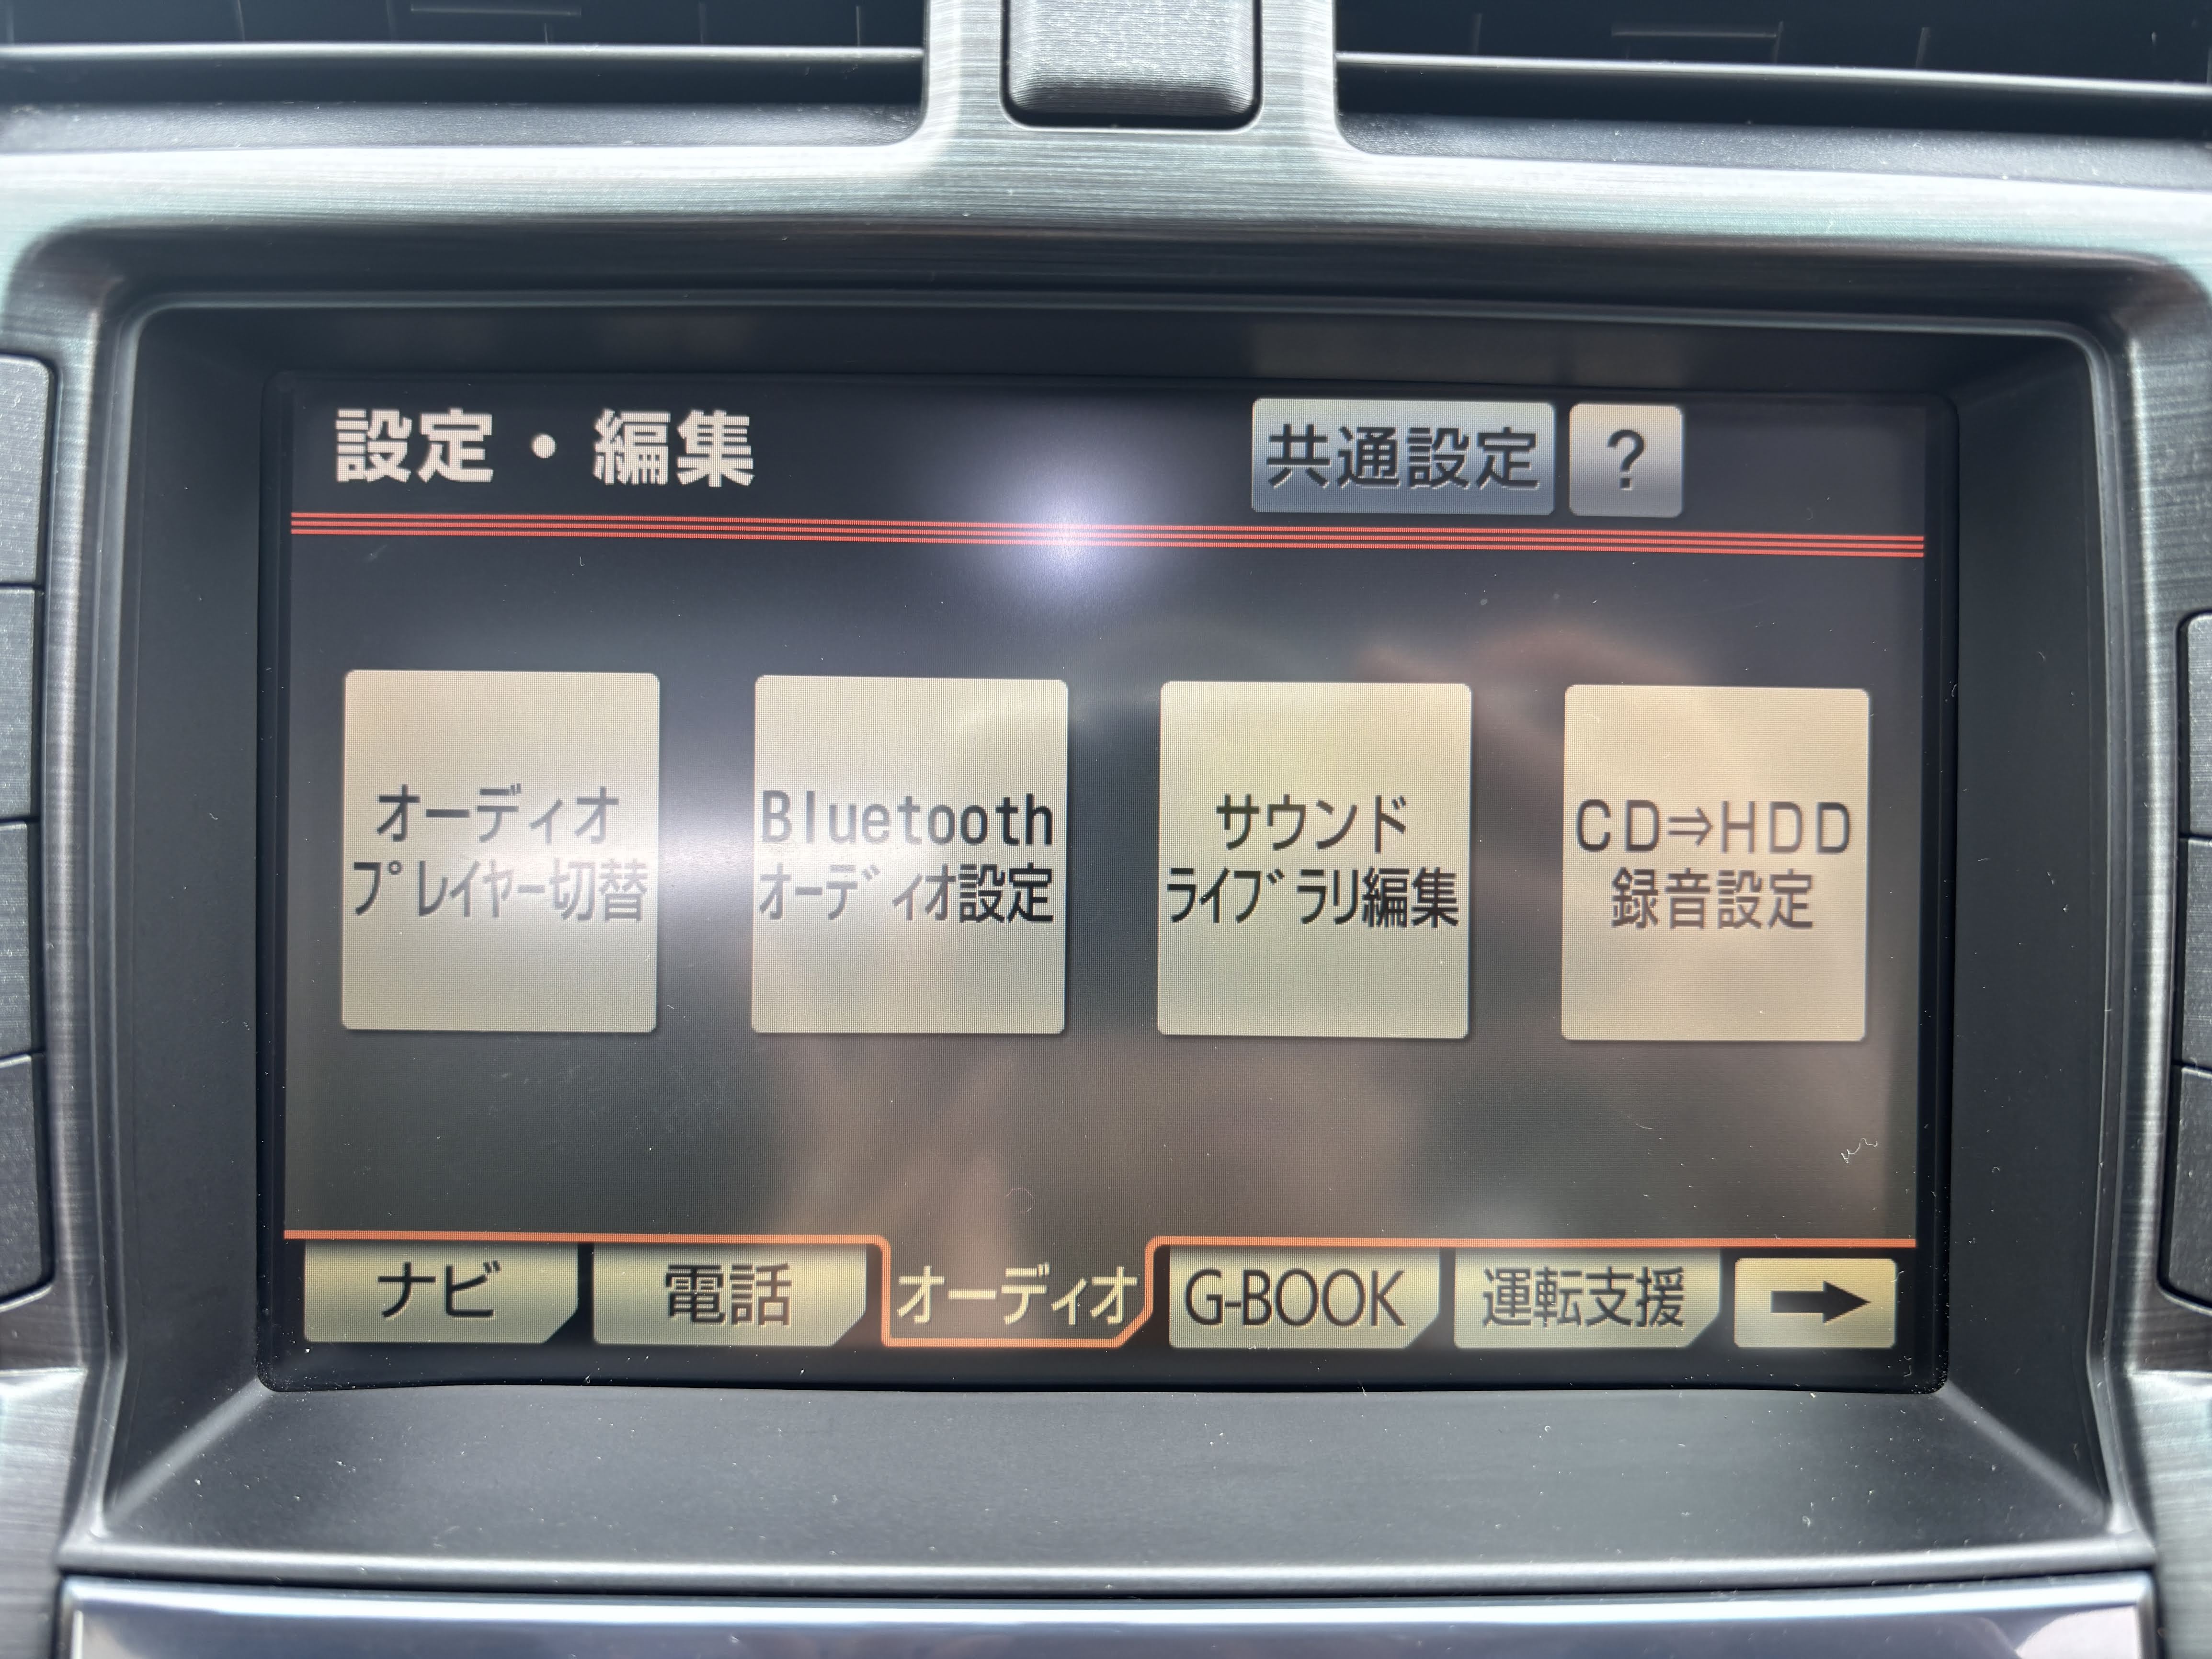 設定・編集
共通設定
?
オーディオ
プレイヤー切替
Bluetooth
オーディオ設定
サウンド
ライブラリ編集
CD⇒HDD
録音設定
ナビ
電話
オーディオ
G-BOOK
運転支援